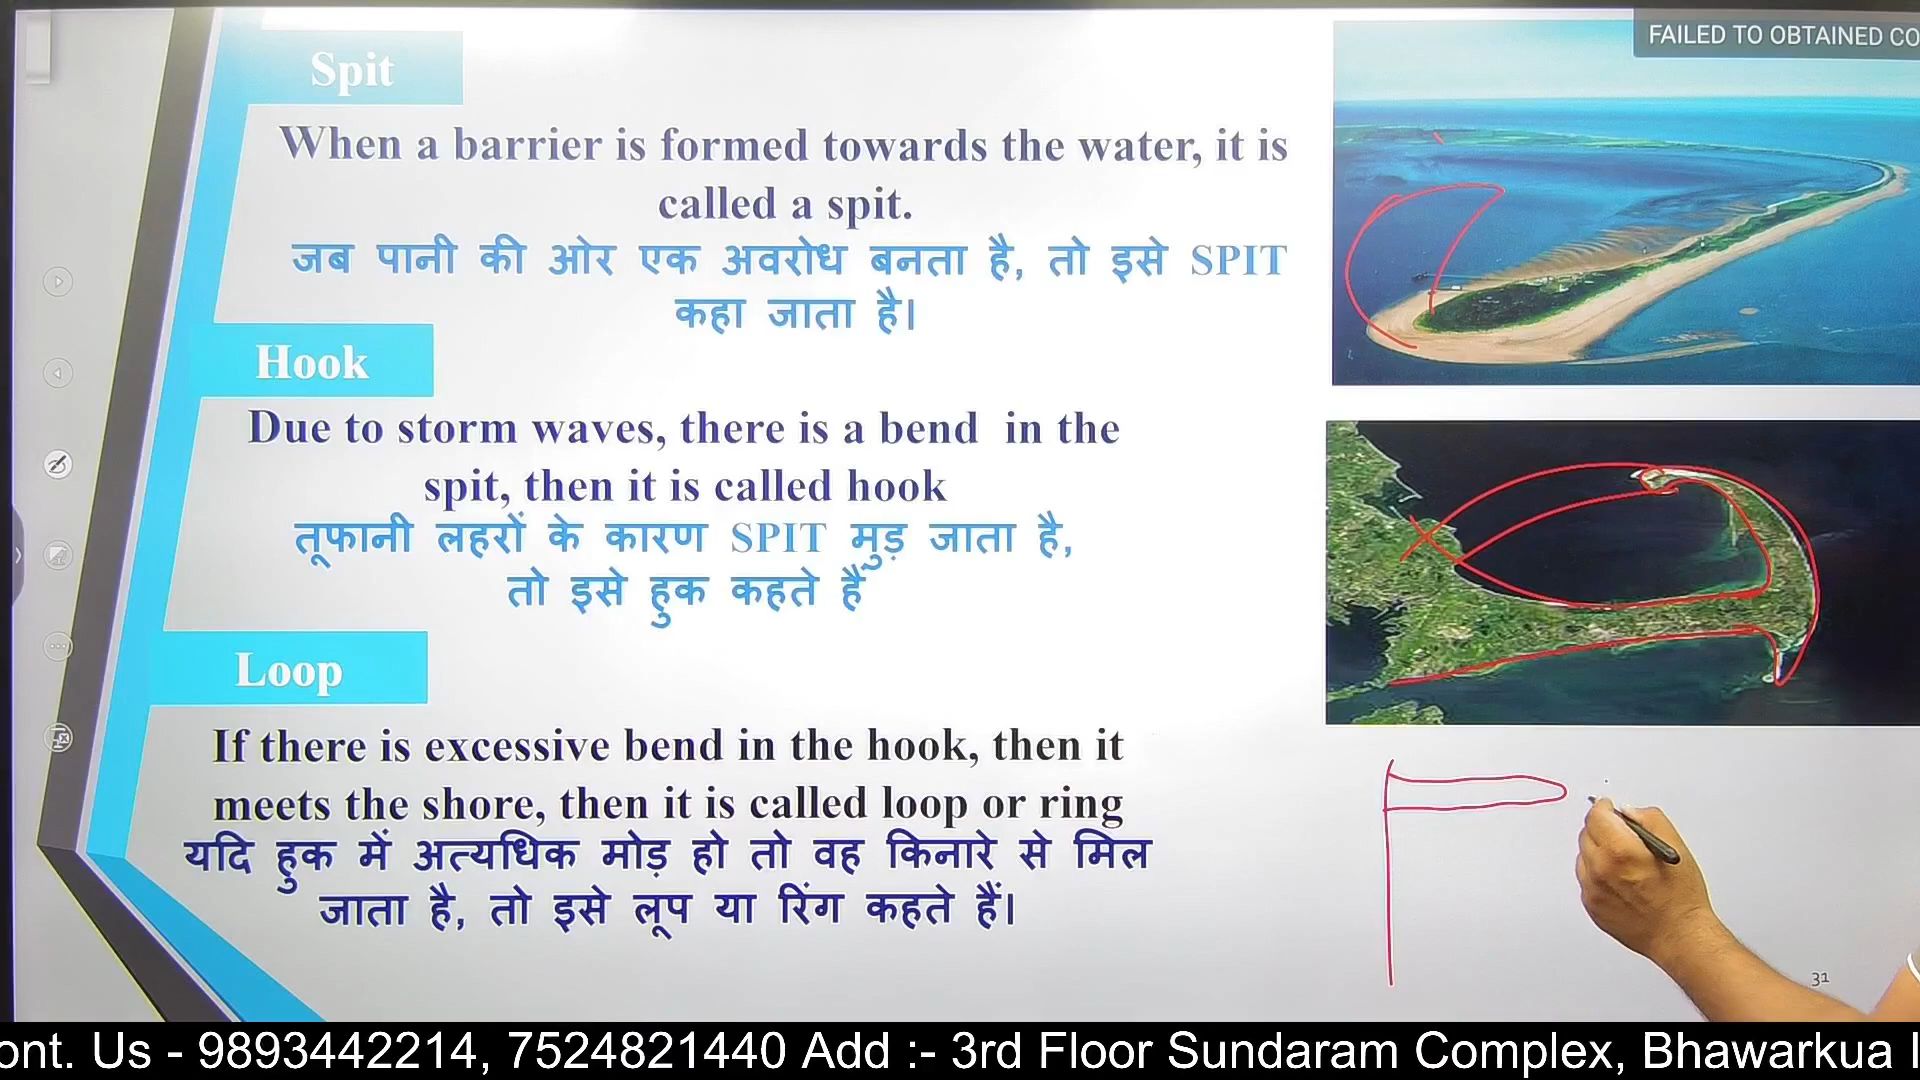 FAILED TO OBTAINED CO
Spit
When a barrier is formed towards the water, it is
called a spit.
जब पानी की ओर एक अवरोध बनता है, तो इसे SPIT
कहा जाता है।
Hook
Due to storm waves, there is a bend in the
spit, then it is called hook
तूफानी लहरों के कारण SPIT मुड़ जाता है,
तो इसे हुक कहते हैं
Loop
If there is excessive bend in the hook, then it
meets the shore, then it is called loop or ring
यदि हुक में अत्यधिक मोड़ हो तो वह किनारे से मिल
जाता है, तो इसे लूप या रिंग कहते हैं।
31
ont. Us - 9893442214, 7524821440 Add :- 3rd Floor Sundaram Complex, Bhawarkua I